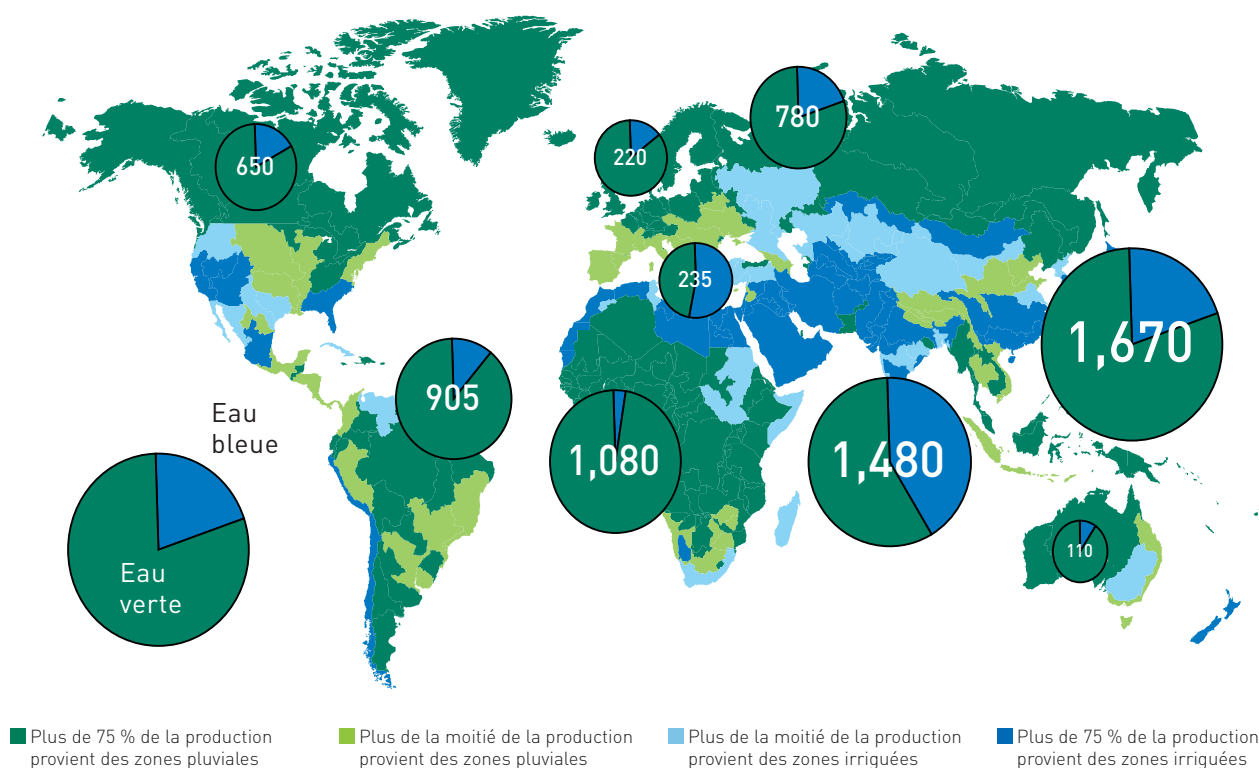 780
220
650
235
1,670
905
Eau
bleue
1,080
1,480
110
Eau
verte
Plus de 75 % de la production
provient des zones pluviales
Plus de la moitié de la production
provient des zones pluviales
Plus de la moitié de la production
provient des zones irriguées
Plus de 75 % de la production
provient des zones irriguées